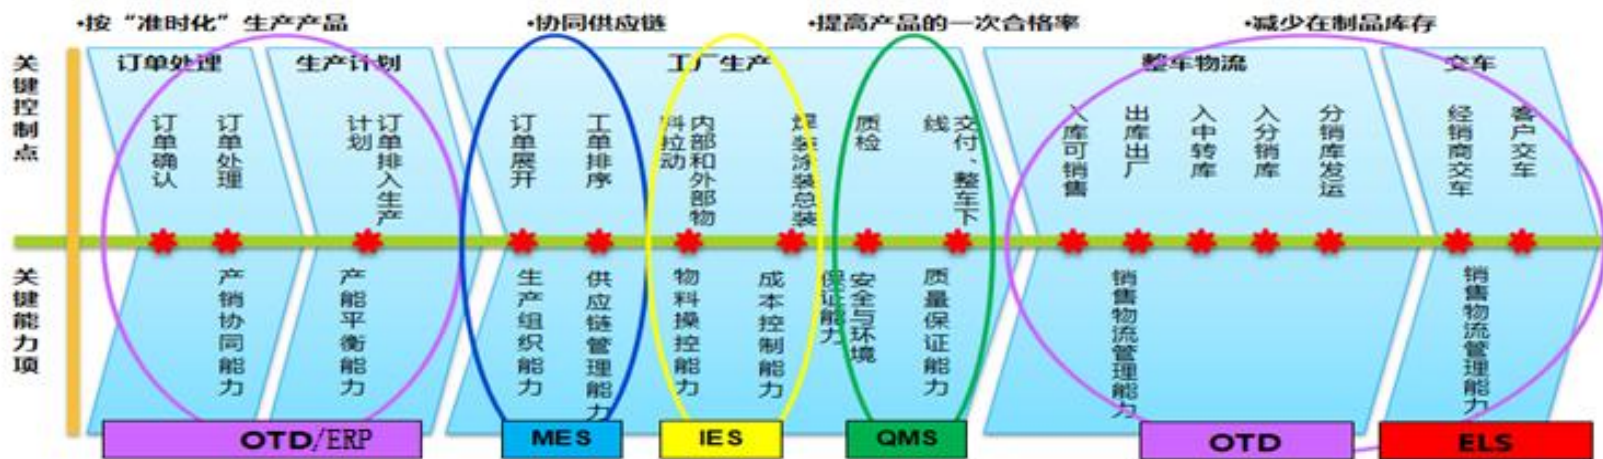 •按“准时化”生产产品
•协同供应链
•提高产品的一次合格率
•减少在制品库存
关键控制点
订单处理
生产计划
工厂生产
整车物流
交车
订单确认
订单处理
订单排入生产
计划
订单展开
工单排序
内部和外部物
料拉动
焊装涂装总装
质检
交付、整车下
线
入库可销售
出库出厂
入中转库
入分销库
分销库发运
经销商交车
客户交车
关键能力项
产销协同能力
产能平衡能力
生产组织能力
供应链管理能力
物料操控能力
成本控制能力
安全与环境
保证能力
质量保证能力
销售物流管理能力
销售物流管理能力
OTD/ERP
MES
IES
QMS
OTD
ELS